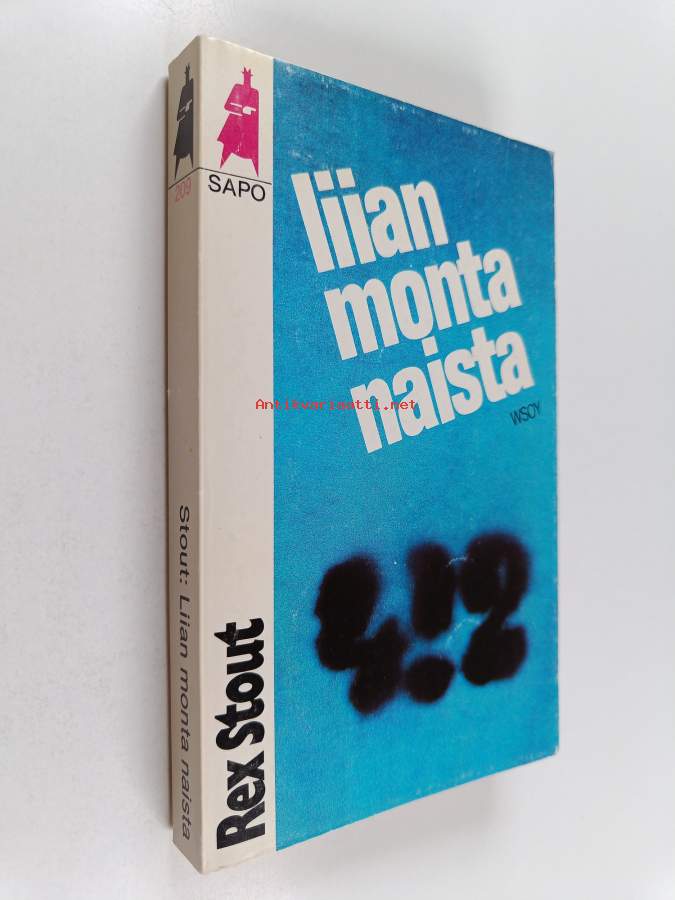 209
Stout: Liian monta naista
SAPO
Rex Stout
liian
monta
naista
WSOY
Antikvariaatti.net